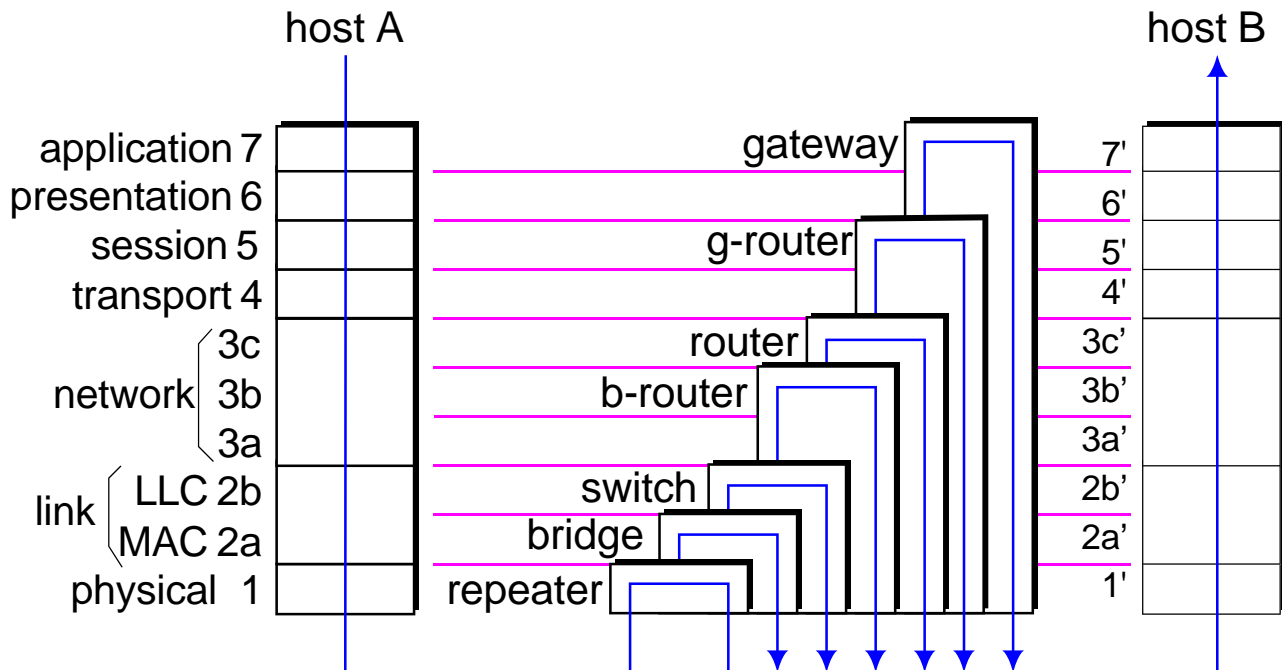 host A
host B
application 7
gateway
7'
presentation 6
6'
session 5
g-router
5'
transport 4
4'
3c
router
3c’
network
3b
b-router
3b’
3a
3a’
link
LLC 2b
switch
2b’
MAC 2a
bridge
2a’
physical 1
repeater
1'